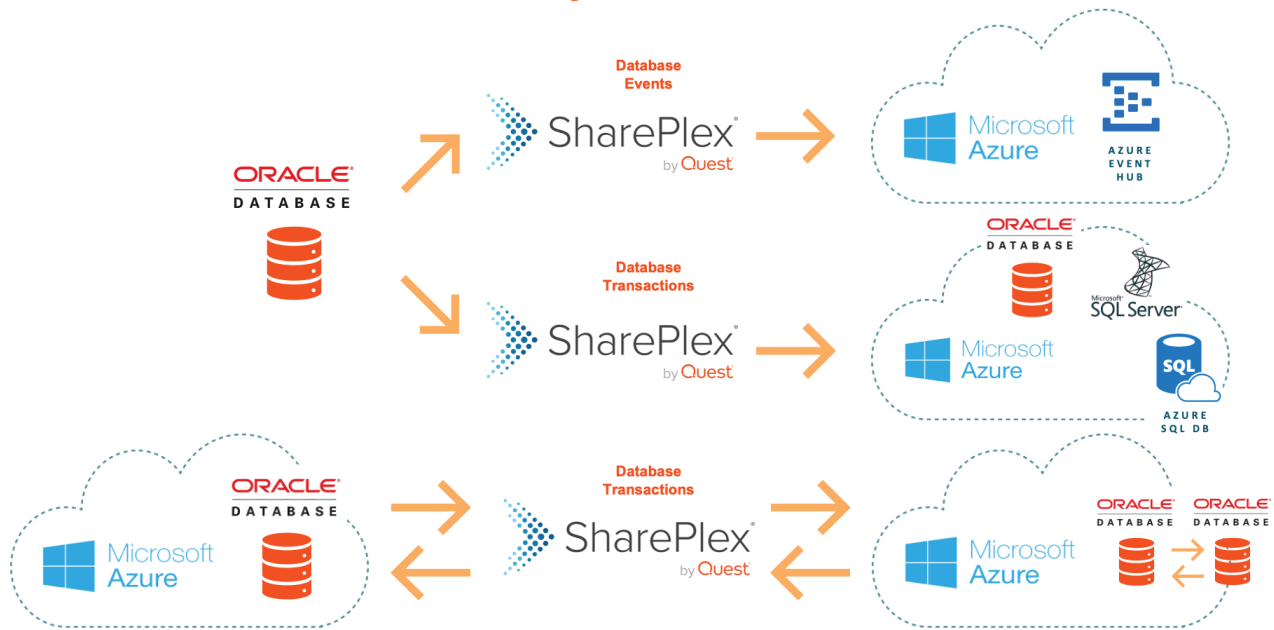 Database
Events
SharePlex®
by Quest®
Microsoft
Azure
AZURE
EVENT
HUB
ORACLE®
DATABASE
ORACLE®
DATABASE
Database
Transactions
SharePlex®
by Quest®
Microsoft®
SQL Server®
Microsoft
Azure
SQL
AZURE
SQL DB
ORACLE®
DATABASE
Microsoft
Azure
Database
Transactions
SharePlex®
by Quest®
Microsoft
Azure
ORACLE®
DATABASE
ORACLE®
DATABASE